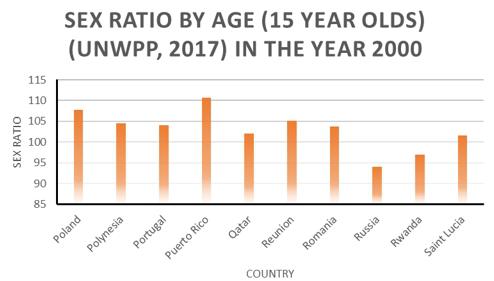 SEX RATIO BY AGE (15 YEAR OLDS)
(UNWPP, 2017) IN THE YEAR 2000
115
110
105
100
95
90
85
SEX RATIO
Poland
Polynesia
Portugal
Puerto Rico
Qatar
Reunion
Romania
Russia
Rwanda
Saint Lucia
COUNTRY